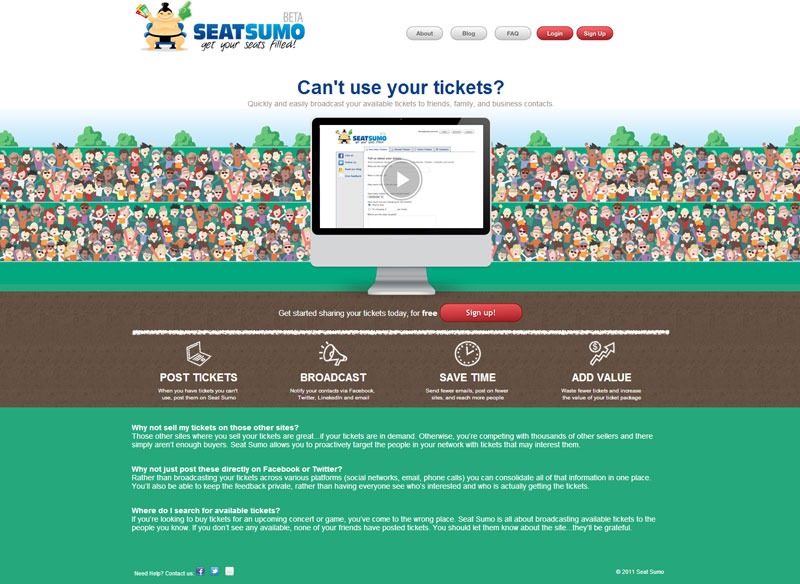 BETA
SEATSUMO
get your seats filled!
About Blog FAQ Login Sign Up
Can't use your tickets?
Quickly and easily broadcast your available tickets to friends, family, and business contacts.
SEATSUMO
Get started sharing your tickets today, for free Sign up!
POST TICKETS
When you have tickets you can't
use, post them on Seat Sumo
BROADCAST
Notify your contacts via Facebook,
Twitter, LinekedIn and email
SAVE TIME
Send fewer emails, post on fewer
sites, and reach more people
ADD VALUE
Waste fewer tickets and increase
the value of your ticket package
Why not sell my tickets on those other sites?
Those other sites where you sell your tickets are great...if your tickets are in demand. Otherwise, you're competing with thousands of other sellers and there
simply aren't enough buyers. Seat Sumo allows you to proactively target the people in your network with tickets that may interest them.
Why not just post these directly on Facebook or Twitter?
Rather than broadcasting your tickets across various platforms (social networks, email, phone calls) you can consolidate all of that information in one place.
You'll also be able to keep the feedback private, rather than having everyone see who's interested and who is actually getting the tickets.
Where do I search for available tickets?
If you're looking to buy tickets for an upcoming concert or game, you've come to the wrong place. Seat Sumo is all about broadcasting available tickets to the
people you know. If you don't see any available, none of your friends have posted tickets. You should let them know about the site...they'll be grateful.
Need Help? Contact us:
© 2011 Seat Sumo